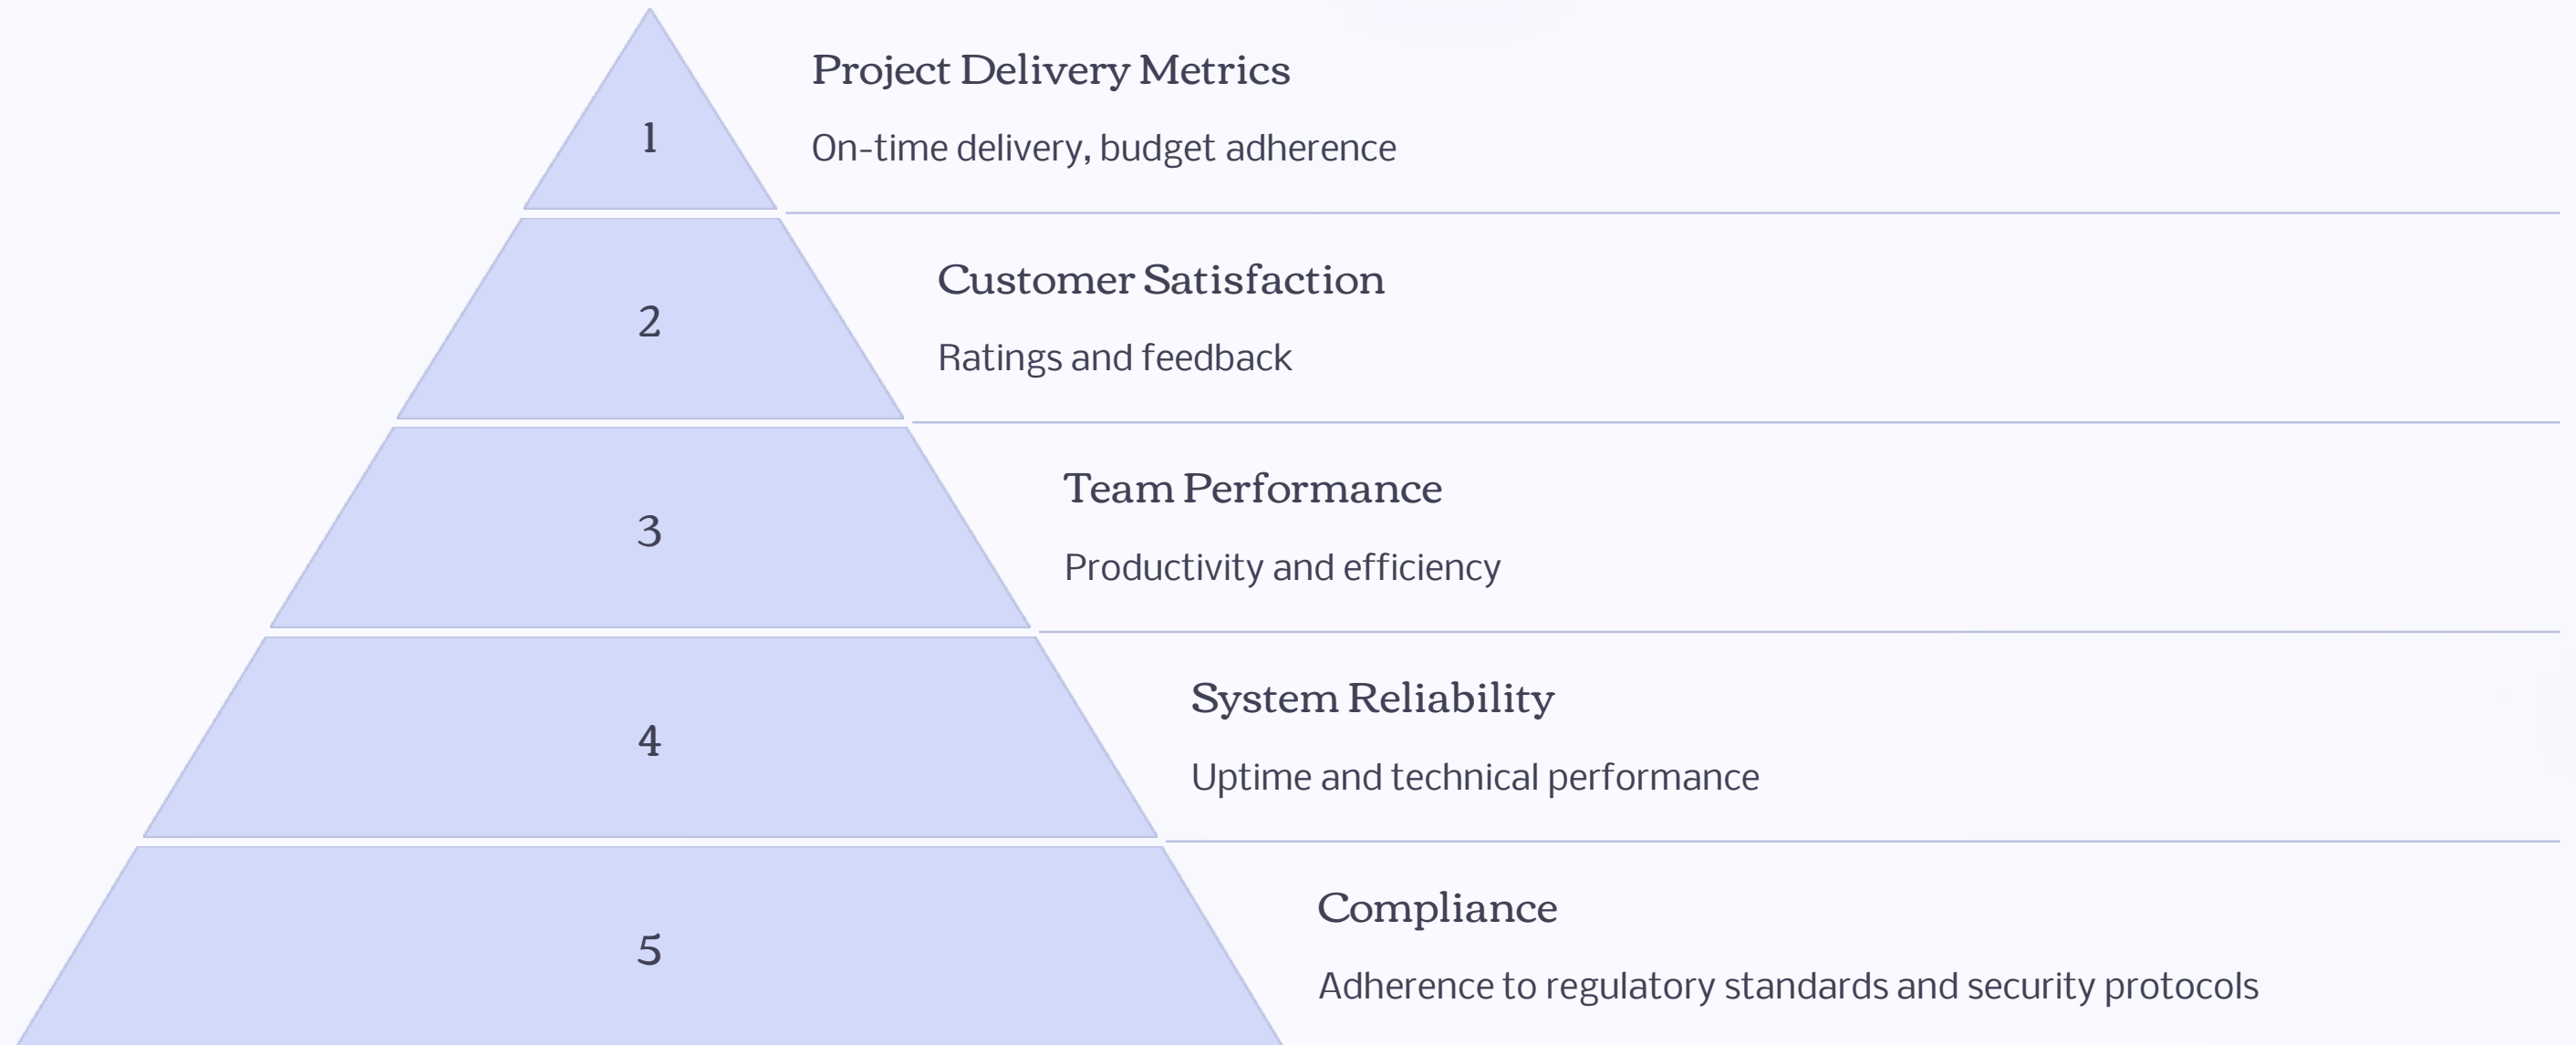 1
Project Delivery Metrics
On-time delivery, budget adherence
2
Customer Satisfaction
Ratings and feedback
3
Team Performance
Productivity and efficiency
4
System Reliability
Uptime and technical performance
5
Compliance
Adherence to regulatory standards and security protocols